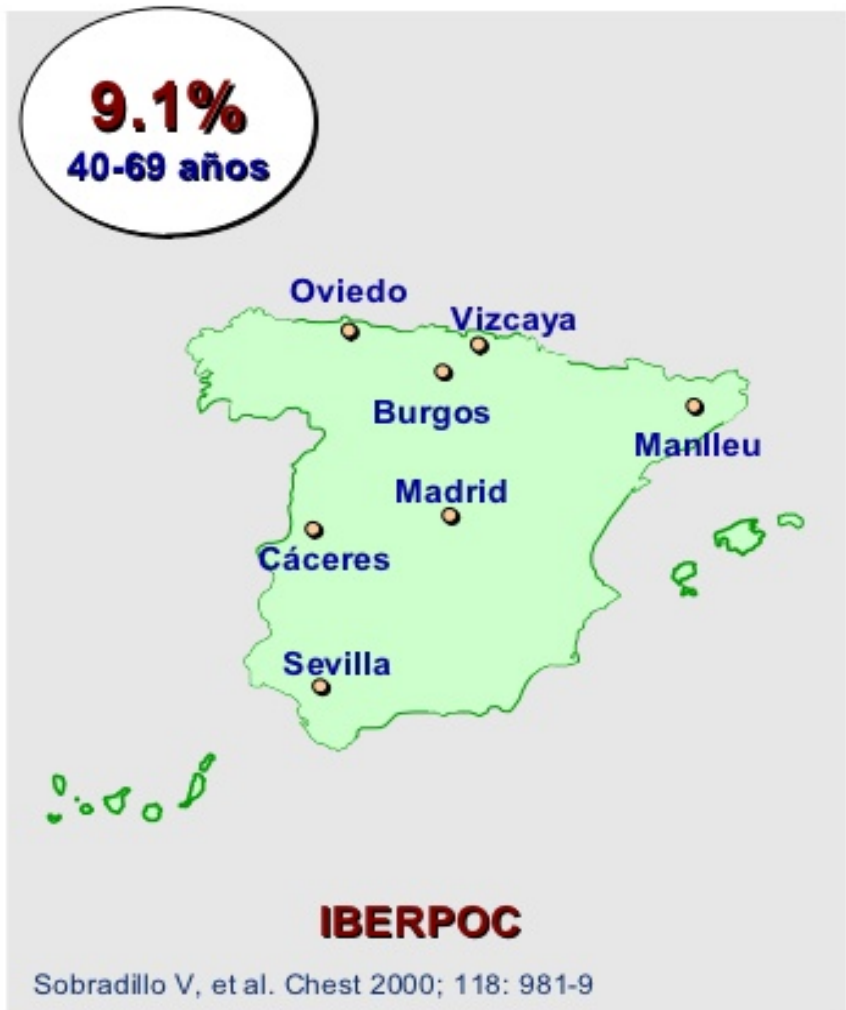 9.1%
40-69 años
Oviedo
Vizcaya
Burgos
Manlleu
Madrid
Cáceres
Sevilla
IBERPOC
Sobradillo V, et al. Chest 2000; 118: 981-9